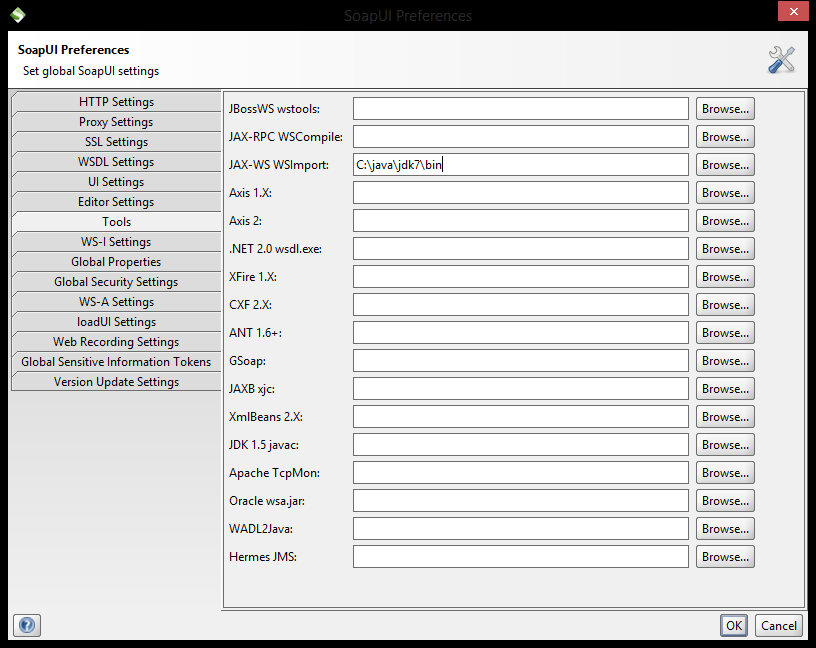 SoapUI Preferences
SoapUI Preferences
Set global SoapUI settings
HTTP Settings
Proxy Settings
SSL Settings
WSDL Settings
UI Settings
Editor Settings
Tools
WS-I Settings
Global Properties
Global Security Settings
WS-A Settings
loadUI Settings
Web Recording Settings
Global Sensitive Information Tokens
Version Update Settings
JBossWS wstools: Browse...
JAX-RPC WSCompile: Browse...
JAX-WS WSImport: C:\java\jdk7\bin Browse...
Axis 1.X: Browse...
Axis 2: Browse...
.NET 2.0 wsdl.exe: Browse...
XFire 1.X: Browse...
CXF 2.X: Browse...
ANT 1.6+: Browse...
GSoap: Browse...
JAXB xjc: Browse...
XmlBeans 2.X: Browse...
JDK 1.5 javac: Browse...
Apache TcpMon: Browse...
Oracle wsa.jar: Browse...
WADL2Java: Browse...
Hermes JMS: Browse...
? OK Cancel